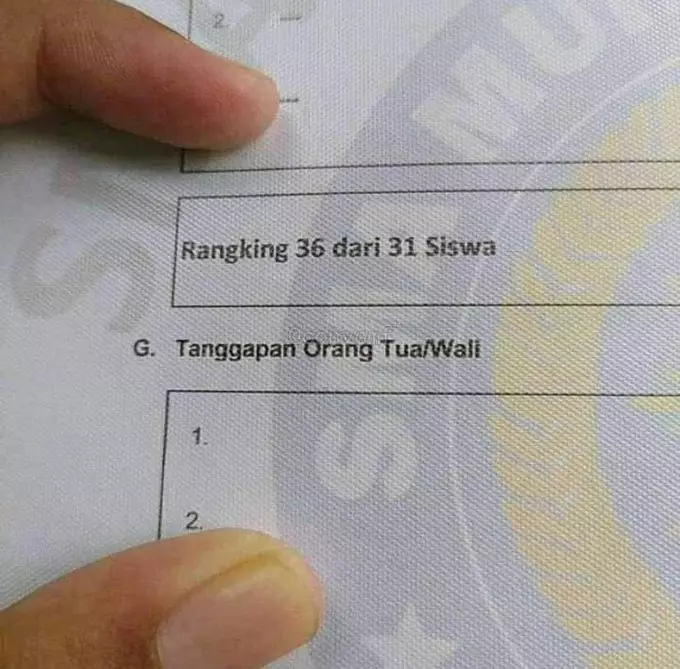 2.
Rangking 36 dari 31 Siswa
G. Tanggapan Orang Tua/Wali
1.
2.